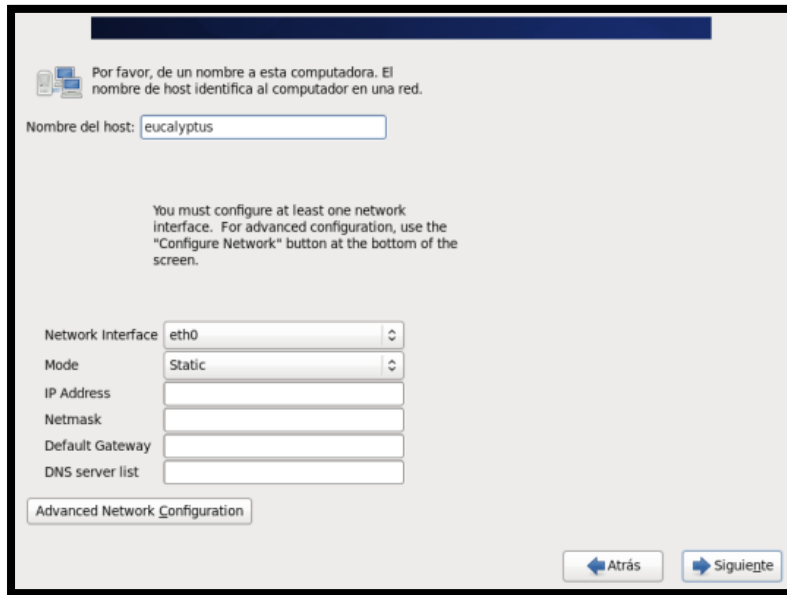 Por favor, de un nombre a esta computadora. El
nombre de host identifica al computador en una red.
Nombre del host: eucalyptus
You must configure at least one network
interface. For advanced configuration, use the
"Configure Network" button at the bottom of the
screen.
Network Interface eth0
Mode Static
IP Address
Netmask
Default Gateway
DNS server list
Advanced Network Configuration
Atrás Siguiente